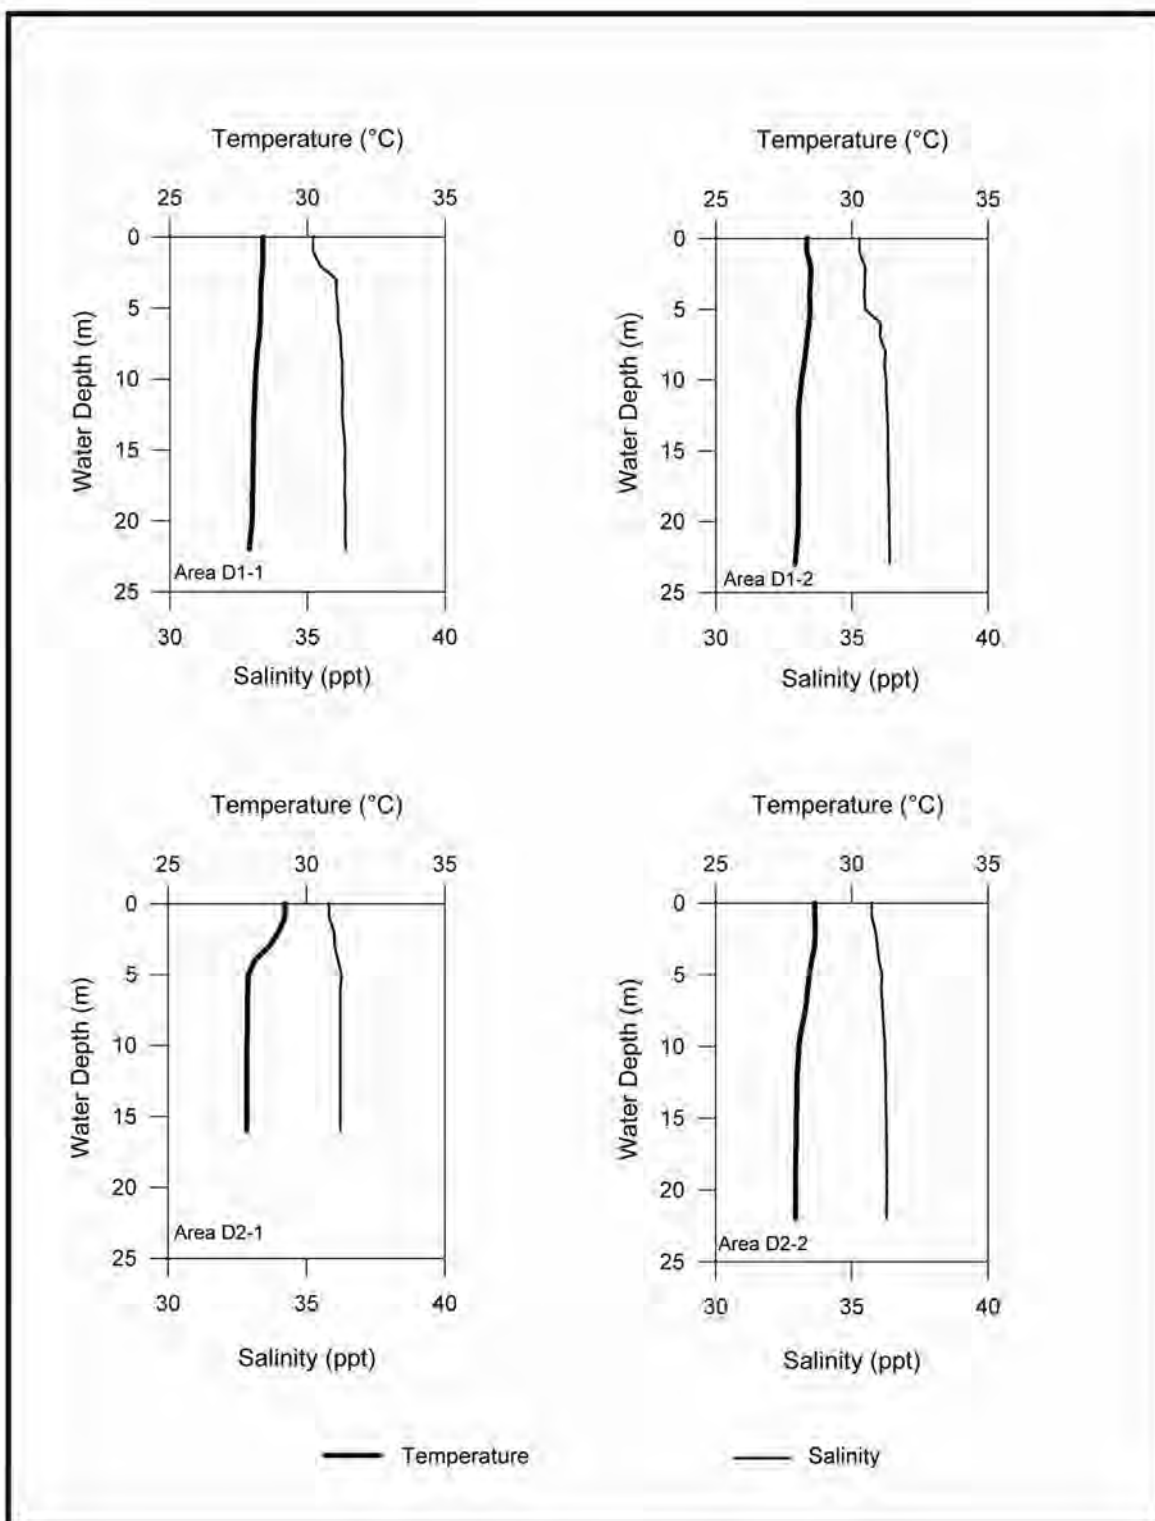 Temperature (°C)
25 30 35
0
5
10
15
20
25
Water Depth (m)
Area D1-1
30 35 40
Salinity (ppt)
Temperature (°C)
25 30 35
0
5
10
15
20
25
Water Depth (m)
Area D1-2
30 35 40
Salinity (ppt)
Temperature (°C)
25 30 35
0
5
10
15
20
25
Water Depth (m)
Area D2-1
30 35 40
Salinity (ppt)
Temperature (°C)
25 30 35
0
5
10
15
20
25
Water Depth (m)
Area D2-2
30 35 40
Salinity (ppt)
Temperature
Salinity